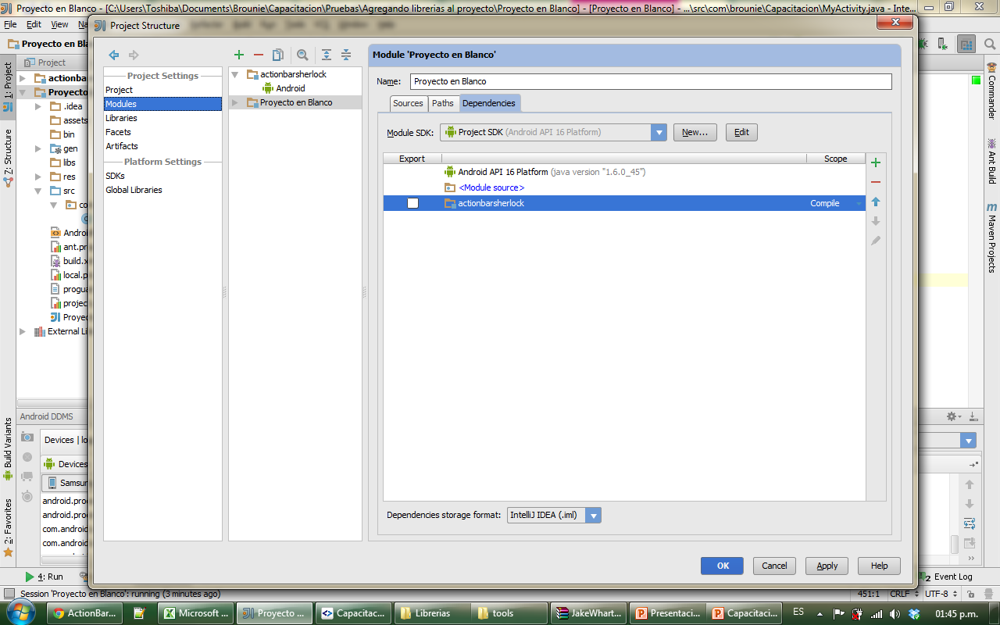 Proyecto en Blanco - [C:\Users\Toshiba\Documents\Brounie\Capacitacion\Pruebas\Agregando librerias al proyecto\Proyecto en Blanco] - [Proyecto en Blanco] - ...\src\com\brounie\Capacitacion\MyActivity.java - Inte...
File Edit View Na
Project Structure
Proyecto en Bl
1: Project
Z: Structure
Build Variants
2: Favorites
Project
actionba
Proyecto
.idea
assets
bin
gen
libs
res
src
co
Androi
ant.pr
build.x
local.p
progua
projec
Proyec
External Li
Android DDMS
Devices | lo
Devices
Samsu
android.proc
android.proc
com.android
com.android
Project Settings
Project
Modules
Libraries
Facets
Artifacts
Platform Settings
SDKs
Global Libraries
actionbarsherlock
Android
Proyecto en Blanco
Module 'Proyecto en Blanco'
Name: Proyecto en Blanco
Sources Paths Dependencies
Module SDK: Project SDK (Android API 16 Platform) New... Edit
Export Scope
Android API 16 Platform (java version "1.6.0_45")
<Module source>
actionbarsherlock Compile
Dependencies storage format: IntelliJ IDEA (.iml)
OK Cancel Apply Help
Commander
Ant Build
Maven Projects
4: Run
2 Event Log
Session 'Proyecto en Blanco': running (3 minutes ago)
451:1 CRLF UTF-8
ActionBar...
Microsoft ...
Proyecto ...
Capacitac...
Librerias
tools
JakeWhart...
Presentaci...
Capacitaci...
ES
01:45 p.m.